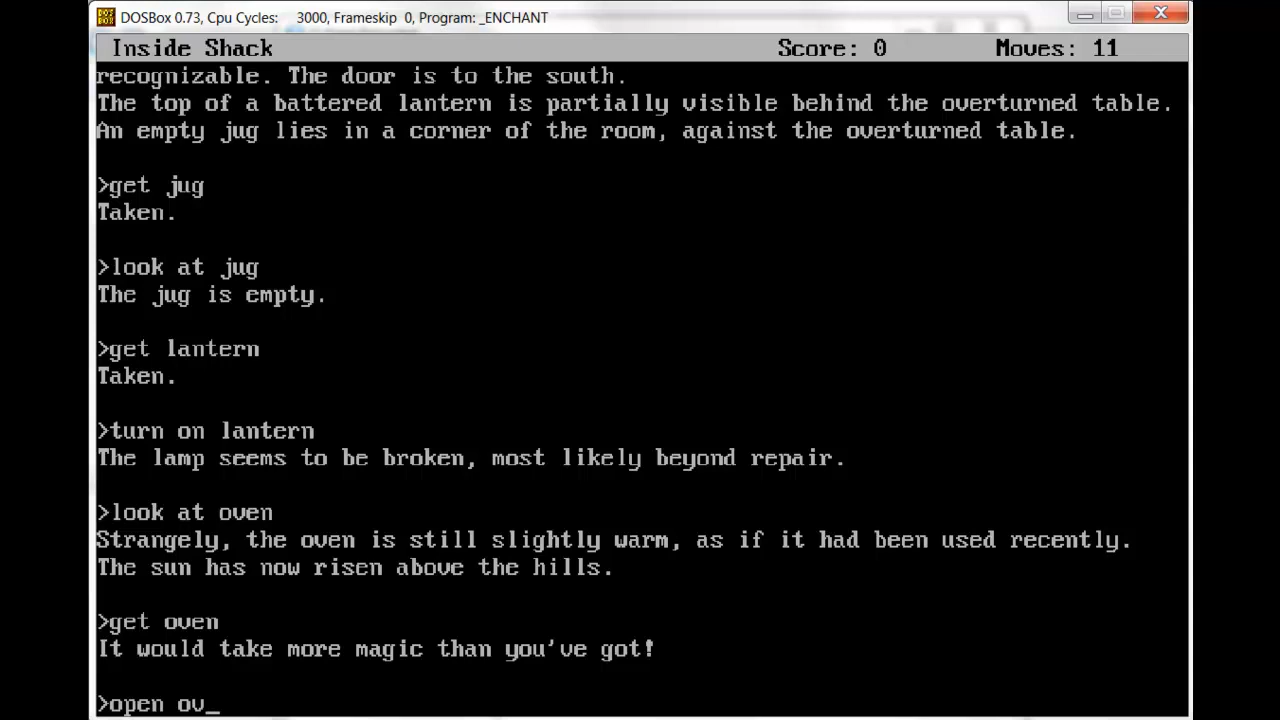 DOSBox 0.73, Cpu Cycles: 3000, Frameskip 0, Program: _ENCHANT
Inside Shack Score: 0 Moves: 11
recognizable. The door is to the south.
The top of a battered lantern is partially visible behind the overturned table.
An empty jug lies in a corner of the room, against the overturned table.
>get jug
Taken.
>look at jug
The jug is empty.
>get lantern
Taken.
>turn on lantern
The lamp seems to be broken, most likely beyond repair.
>look at oven
Strangely, the oven is still slightly warm, as if it had been used recently.
The sun has now risen above the hills.
>get oven
It would take more magic than you've got!
>open ov_